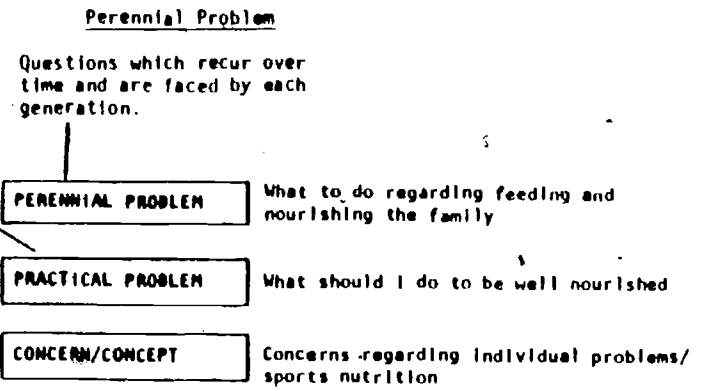 Perennial Problem
Questions which recur over
time and are faced by each
generation.
PERENNIAL PROBLEM
What to do regarding feeding and
nourishing the family
PRACTICAL PROBLEM
What should I do to be well nourished
CONCERN/CONCEPT
Concerns regarding individual problems/
sports nutrition